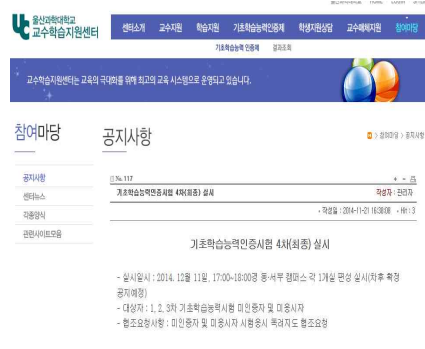 울산과학대학교
교수학습지원센터
센터소개 교수지원 학습지원 기초학습능력인증제 학생지원상담 교수매체지원 참여마당
기초학습능력 인증제 결과조회
교수학습지원센터는 교육의 극대화를 위해 최고의 교육 시스템으로 운영되고 있습니다.
참여마당
공지사항
> 참여마당 > 공지사항
공지사항
센터뉴스
각종양식
관련사이트모음
No. 117
기초학습능력인증시험 4차(최종) 실시
작성자 : 관리자
• 작성일 : 2014-11-21 16:38:08 • Hit : 3
기초학습능력인증시험 4차(최종) 실시
- 실시일시 : 2014. 12월 11일, 17:00~18:00경 동·서부 캠퍼스 각 1개실 편성 실시(차후 확정
공지예정)
- 대상자 : 1, 2, 3차 기초학습능력시험 미인증자 및 미응시자
- 협조요청사항 : 미인증자 및 미응시자 시험응시 독려지도 협조요청